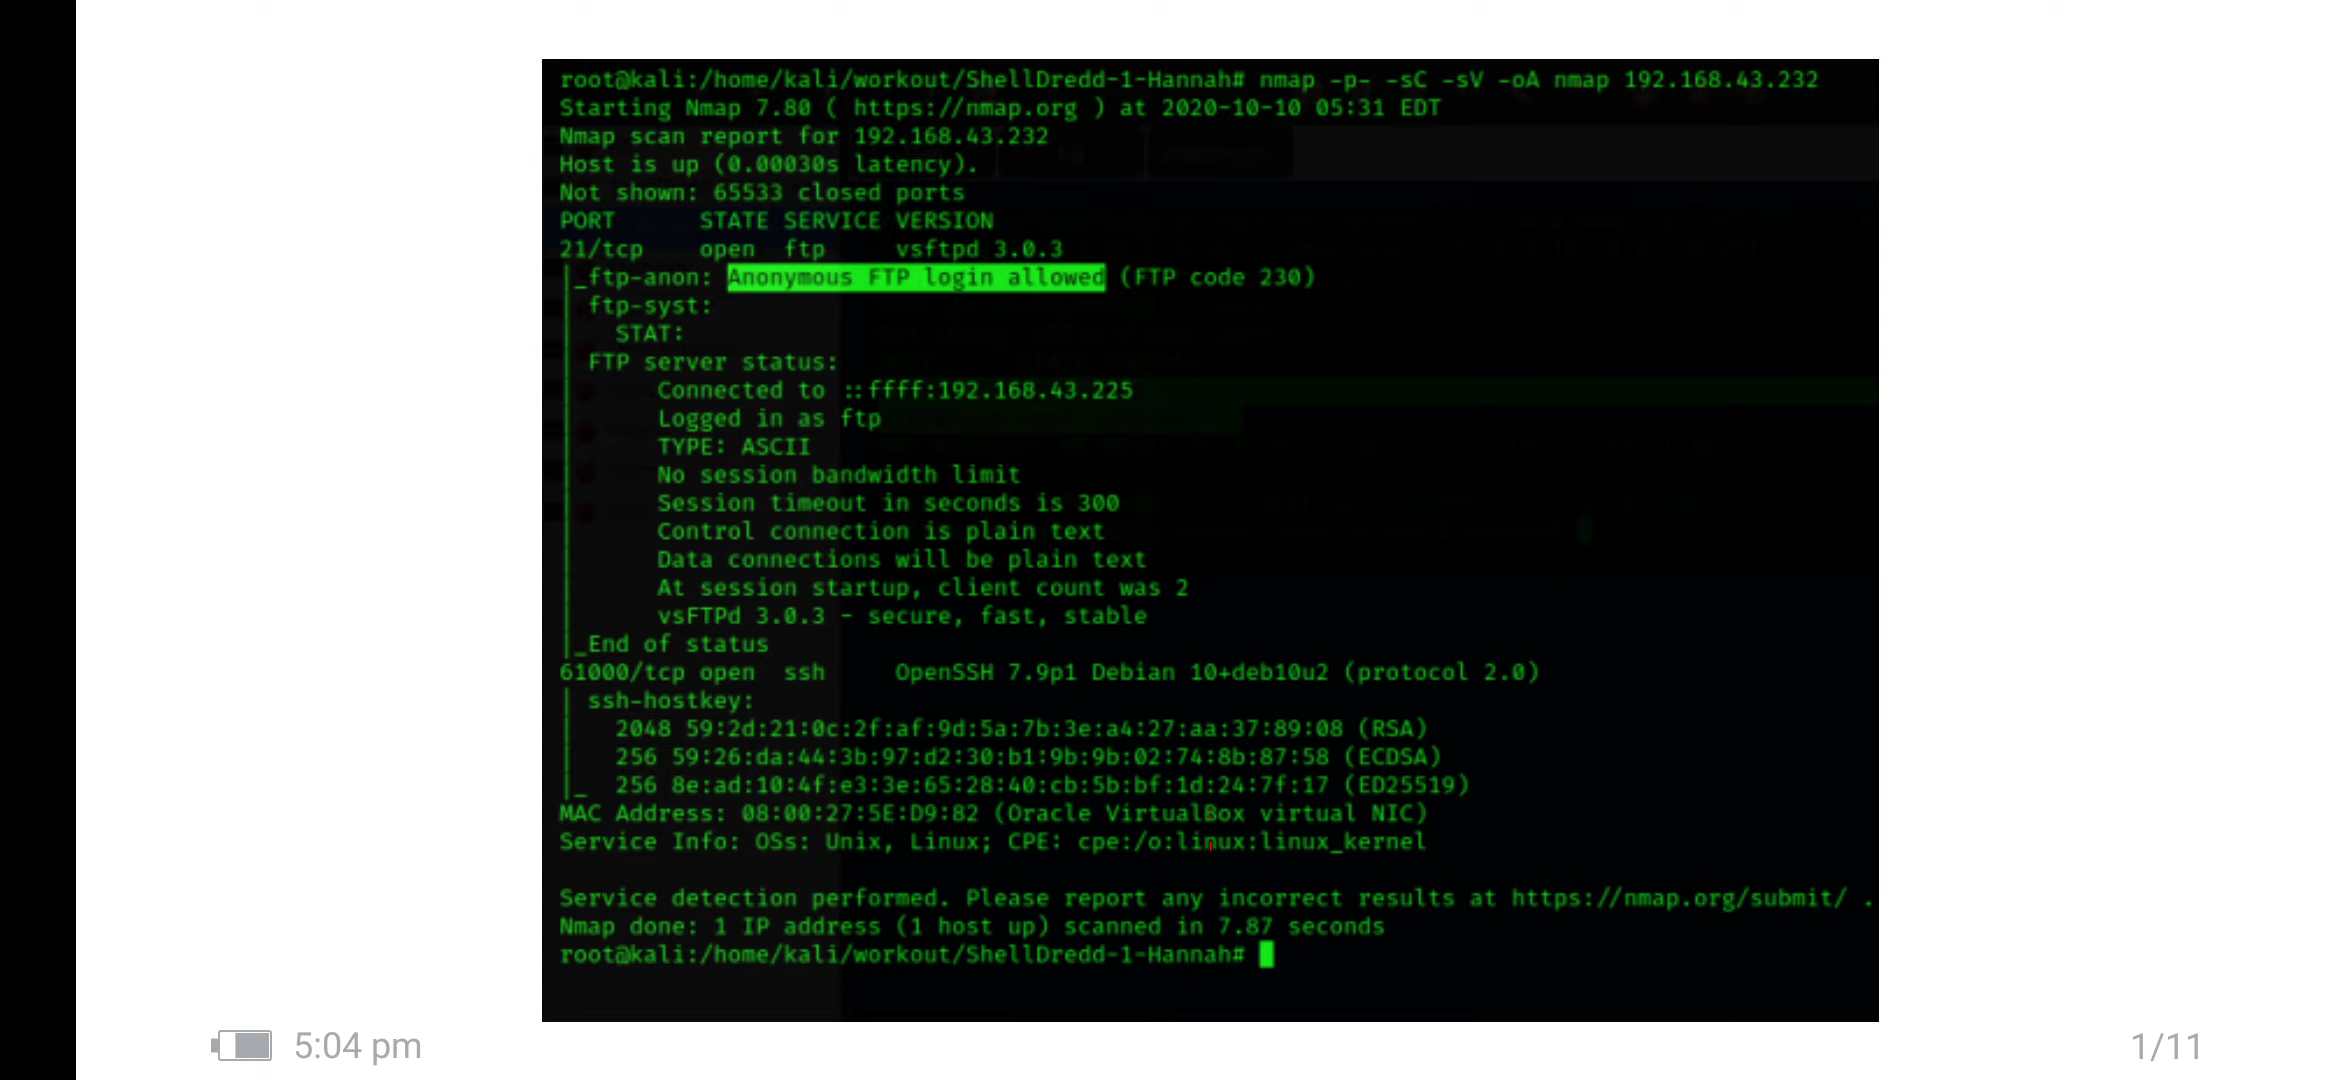 root@kali:/home/kali/workout/ShellDredd-1-Hannah# nmap -p- -sC -sV -oA nmap 192.168.43.232
Starting Nmap 7.80 ( https://nmap.org ) at 2020-10-10 05:31 EDT
Nmap scan report for 192.168.43.232
Host is up (0.00030s latency).
Not shown: 65533 closed ports
PORT      STATE SERVICE VERSION
21/tcp    open  ftp     vsftpd 3.0.3
|_ftp-anon: Anonymous FTP login allowed (FTP code 230)
| ftp-syst:
|   STAT:
| FTP server status:
|      Connected to ::ffff:192.168.43.225
|      Logged in as ftp
|      TYPE: ASCII
|      No session bandwidth limit
|      Session timeout in seconds is 300
|      Control connection is plain text
|      Data connections will be plain text
|      At session startup, client count was 2
|      vsFTPd 3.0.3 - secure, fast, stable
|_End of status
61000/tcp open  ssh     OpenSSH 7.9p1 Debian 10+deb10u2 (protocol 2.0)
| ssh-hostkey:
|   2048 59:2d:21:0c:2f:af:9d:5a:7b:3e:a4:27:aa:37:89:08 (RSA)
|   256 59:26:da:44:3b:97:d2:30:b1:9b:9b:02:74:8b:87:58 (ECDSA)
|_  256 8e:ad:10:4f:e3:3e:65:28:40:cb:5b:bf:1d:24:7f:17 (ED25519)
MAC Address: 08:00:27:5E:D9:82 (Oracle VirtualBox virtual NIC)
Service Info: OSs: Unix, Linux; CPE: cpe:/o:linux:linux_kernel

Service detection performed. Please report any incorrect results at https://nmap.org/submit/ .
Nmap done: 1 IP address (1 host up) scanned in 7.87 seconds
root@kali:/home/kali/workout/ShellDredd-1-Hannah#
5:04 pm
1/11